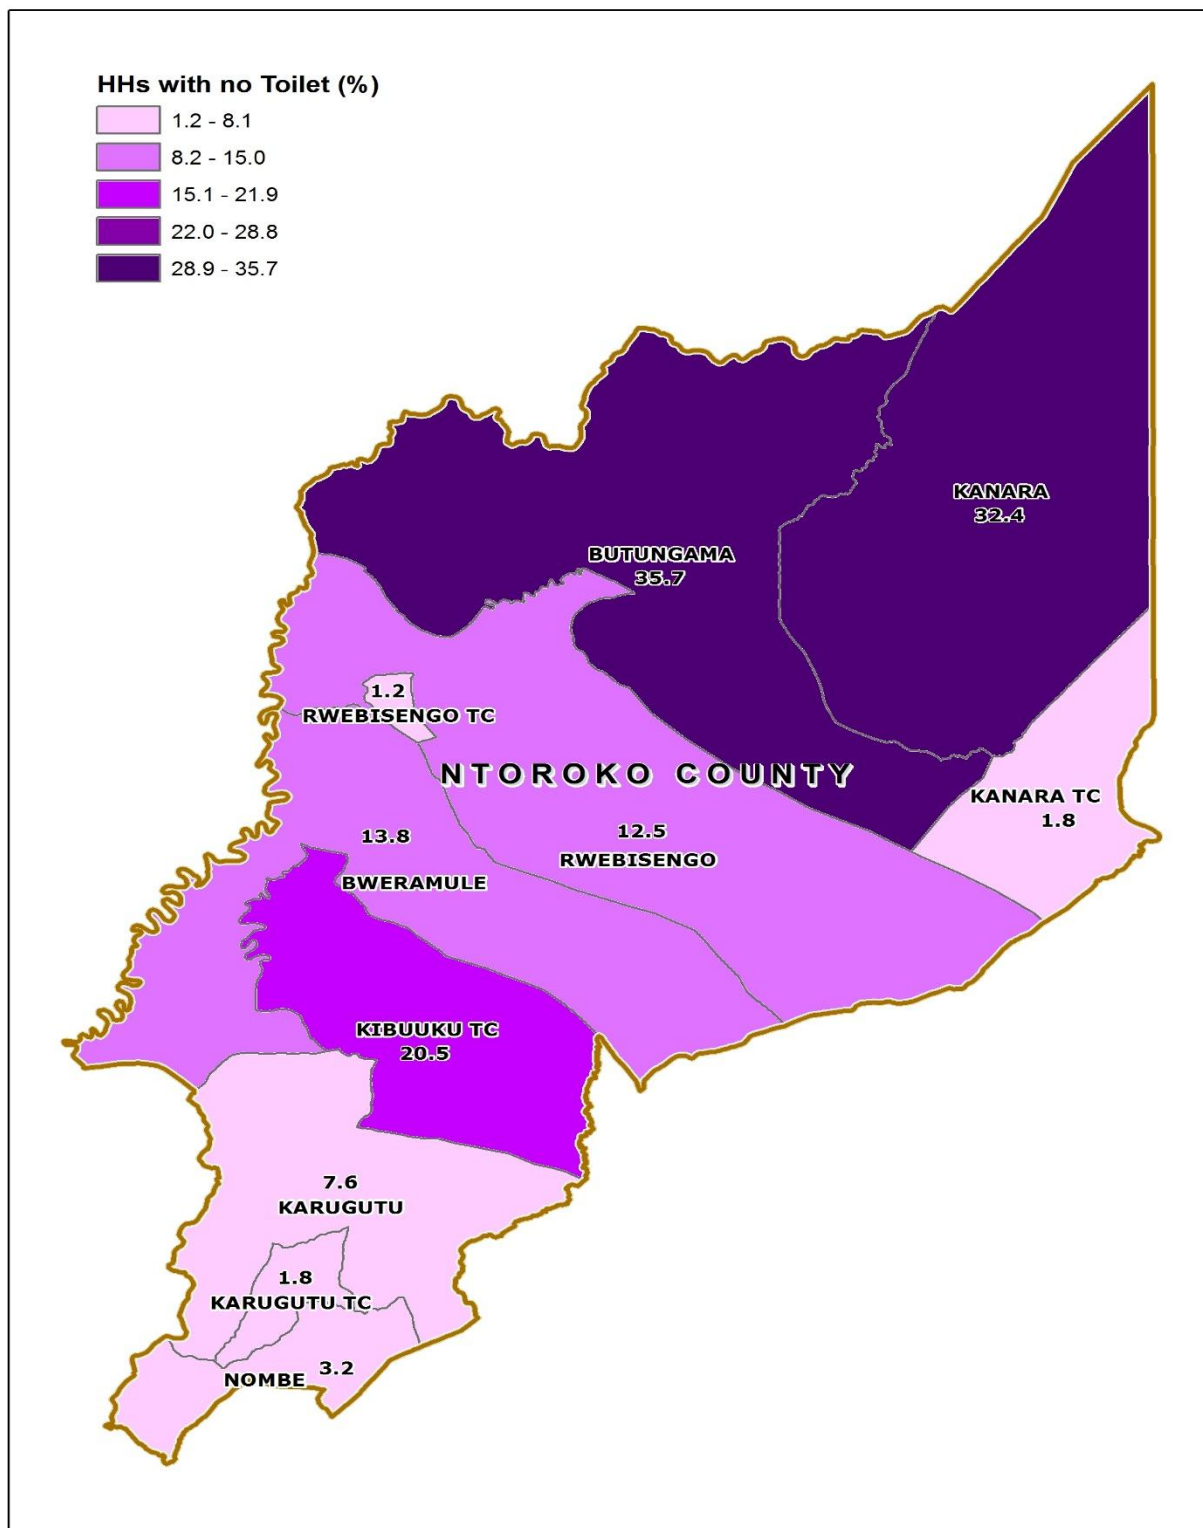 HHs with no Toilet (%)
1.2 - 8.1
8.2 - 15.0
15.1 - 21.9
22.0 - 28.8
28.9 - 35.7
KANARA
32.4
BUTUNGAMA
35.7
1.2
RWEBISENGO TC
NTOROKO COUNTY
KANARA TC
1.8
13.8
BWERAMULE
12.5
RWEBISENGO
KIBUUKU TC
20.5
7.6
KARUGUTU
1.8
KARUGUTU TC
3.2
NOMBE